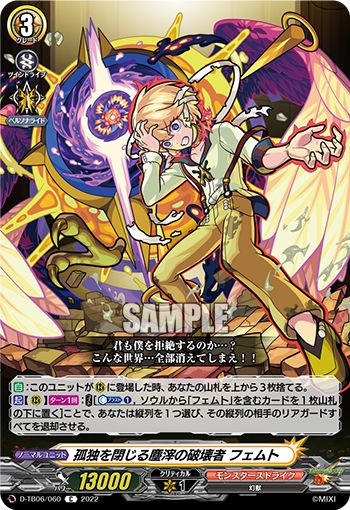 3
グレード
ツインドライブ
ペルソナライド
SAMPLE
君も僕を拒絶するのか…？
こんな世界…全部消えてしまえ！！
自：このユニットがⓇに登場した時、あなたの山札を上から３枚捨てる。
起【Ⓡ】【ターン1回】：【コスト】【ソウルから「フェムト」を含むカードを１枚山札
の下に置く】ことで、あなたは縦列を１つ選び、その縦列の相手のリアガードす
べてを退却させる。
ノーマルユニット
孤独を閉じる塵滓の破壊者 フェムト
D-TB06/060 C 2022
パワー 13000
クリティカル
1
モンスターストライク
幻獣
©MIXI